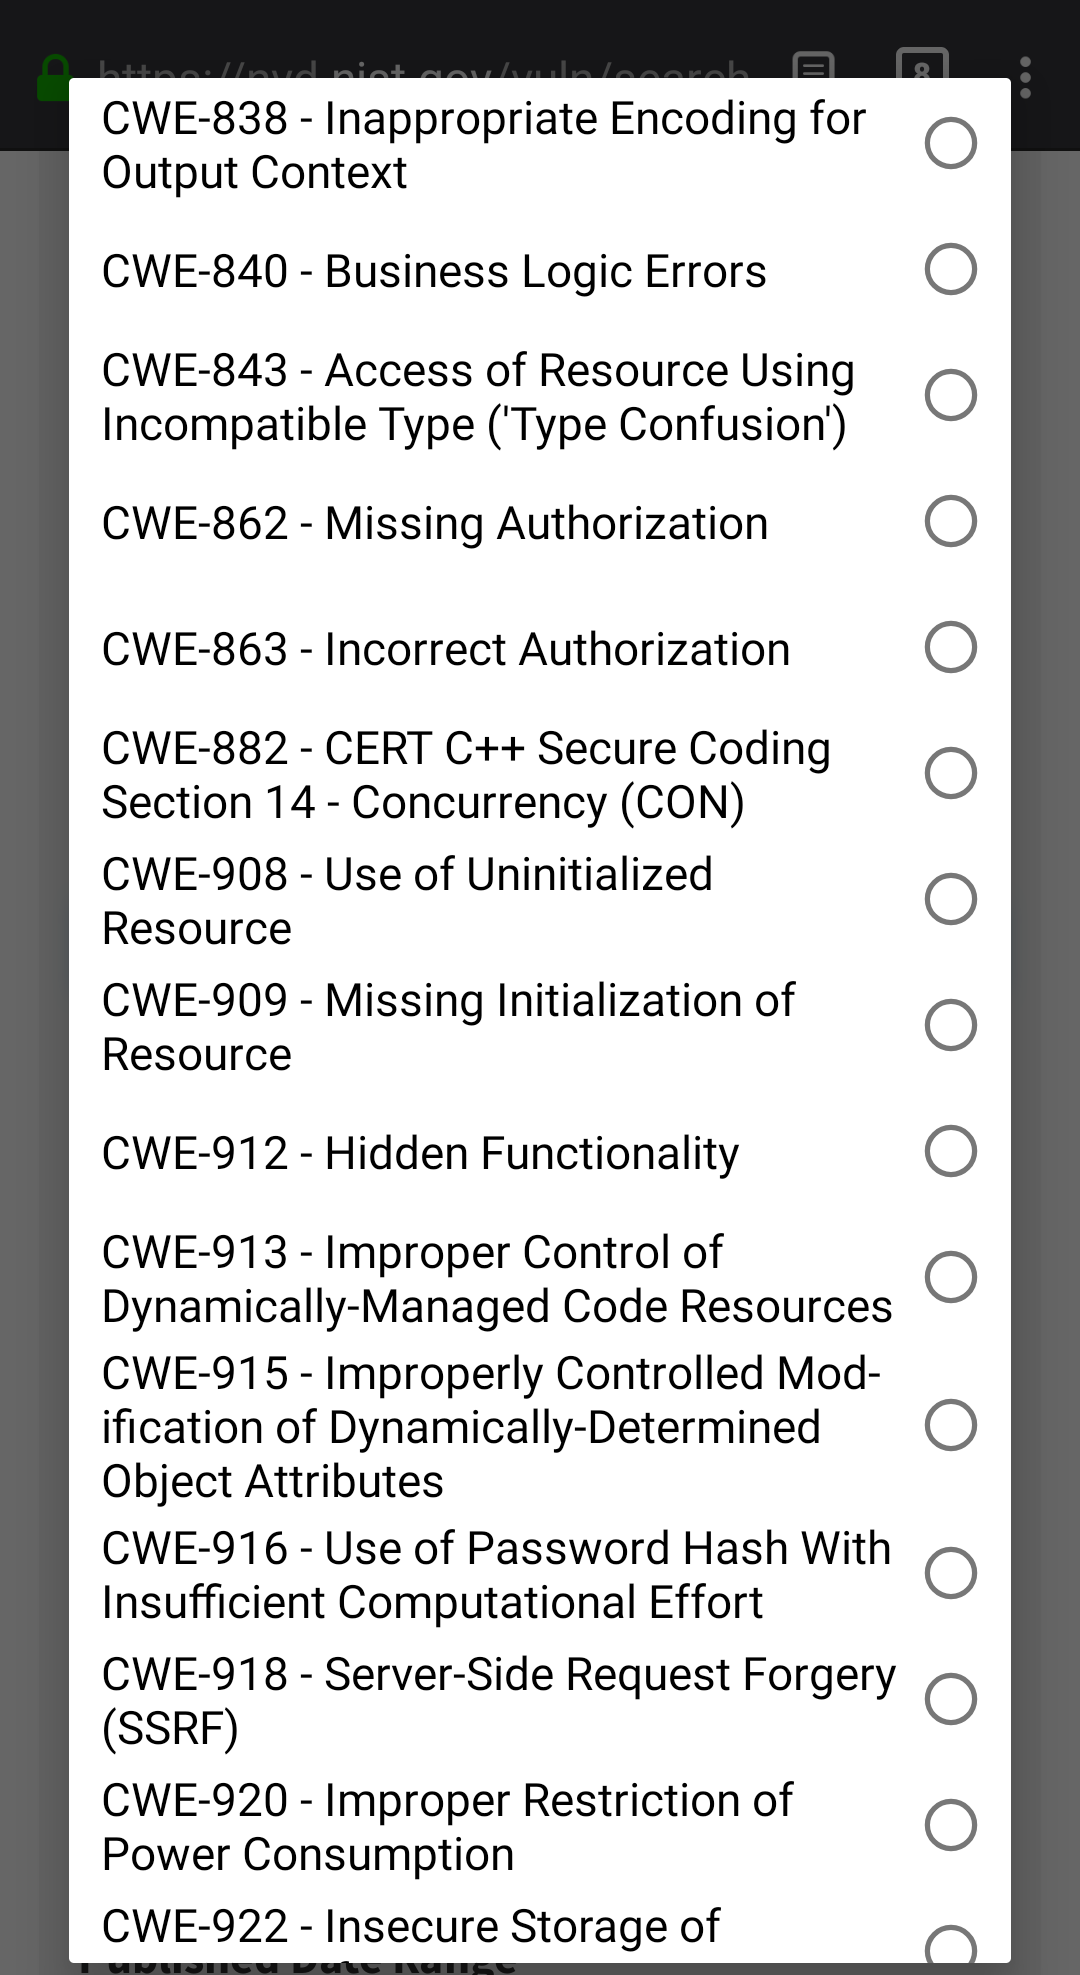 https://nvd.nist.gov/vuln/search
8
CWE-838 - Inappropriate Encoding for
Output Context
CWE-840 - Business Logic Errors
CWE-843 - Access of Resource Using
Incompatible Type ('Type Confusion')
CWE-862 - Missing Authorization
CWE-863 - Incorrect Authorization
CWE-882 - CERT C++ Secure Coding
Section 14 - Concurrency (CON)
CWE-908 - Use of Uninitialized
Resource
CWE-909 - Missing Initialization of
Resource
CWE-912 - Hidden Functionality
CWE-913 - Improper Control of
Dynamically-Managed Code Resources
CWE-915 - Improperly Controlled Mod-
ification of Dynamically-Determined
Object Attributes
CWE-916 - Use of Password Hash With
Insufficient Computational Effort
CWE-918 - Server-Side Request Forgery
(SSRF)
CWE-920 - Improper Restriction of
Power Consumption
CWE-922 - Insecure Storage of
Published Date Range